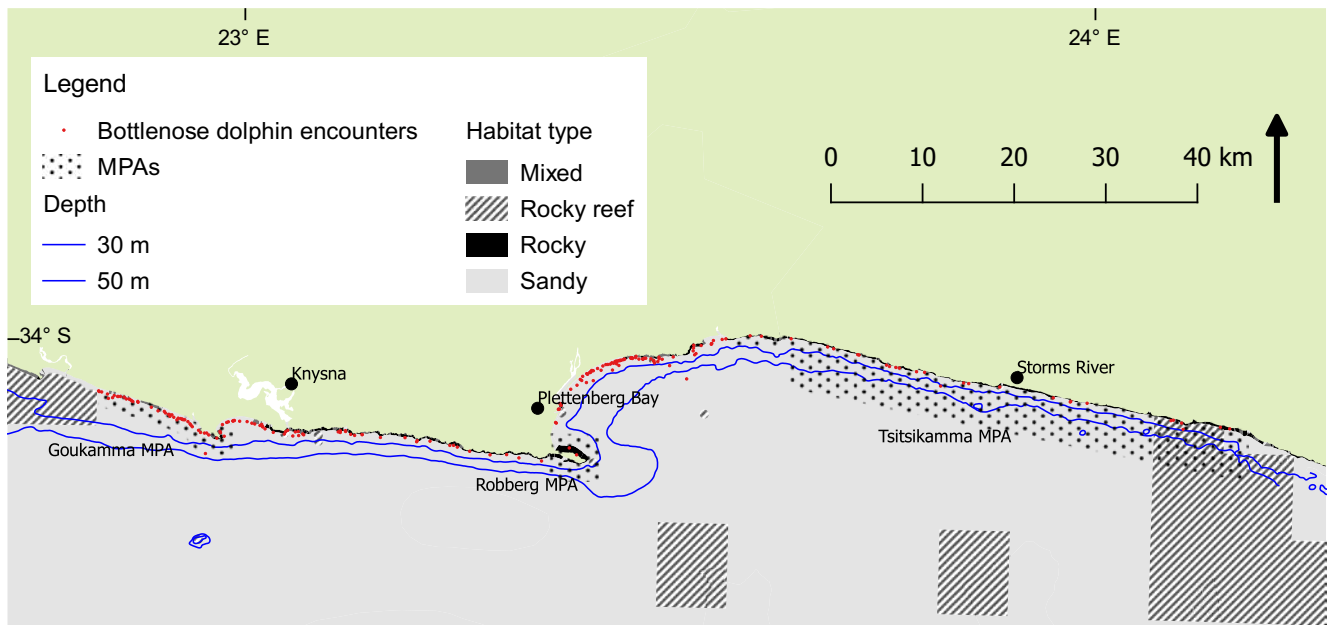 23° E
24° E
Legend
Bottlenose dolphin encounters
MPAs
Depth
30 m
50 m
Habitat type
Mixed
Rocky reef
Rocky
Sandy
0 10 20 30 40 km
34° S
Knysna
Storms River
Plettenberg Bay
Goukamma MPA
Tsitsikamma MPA
Robberg MPA